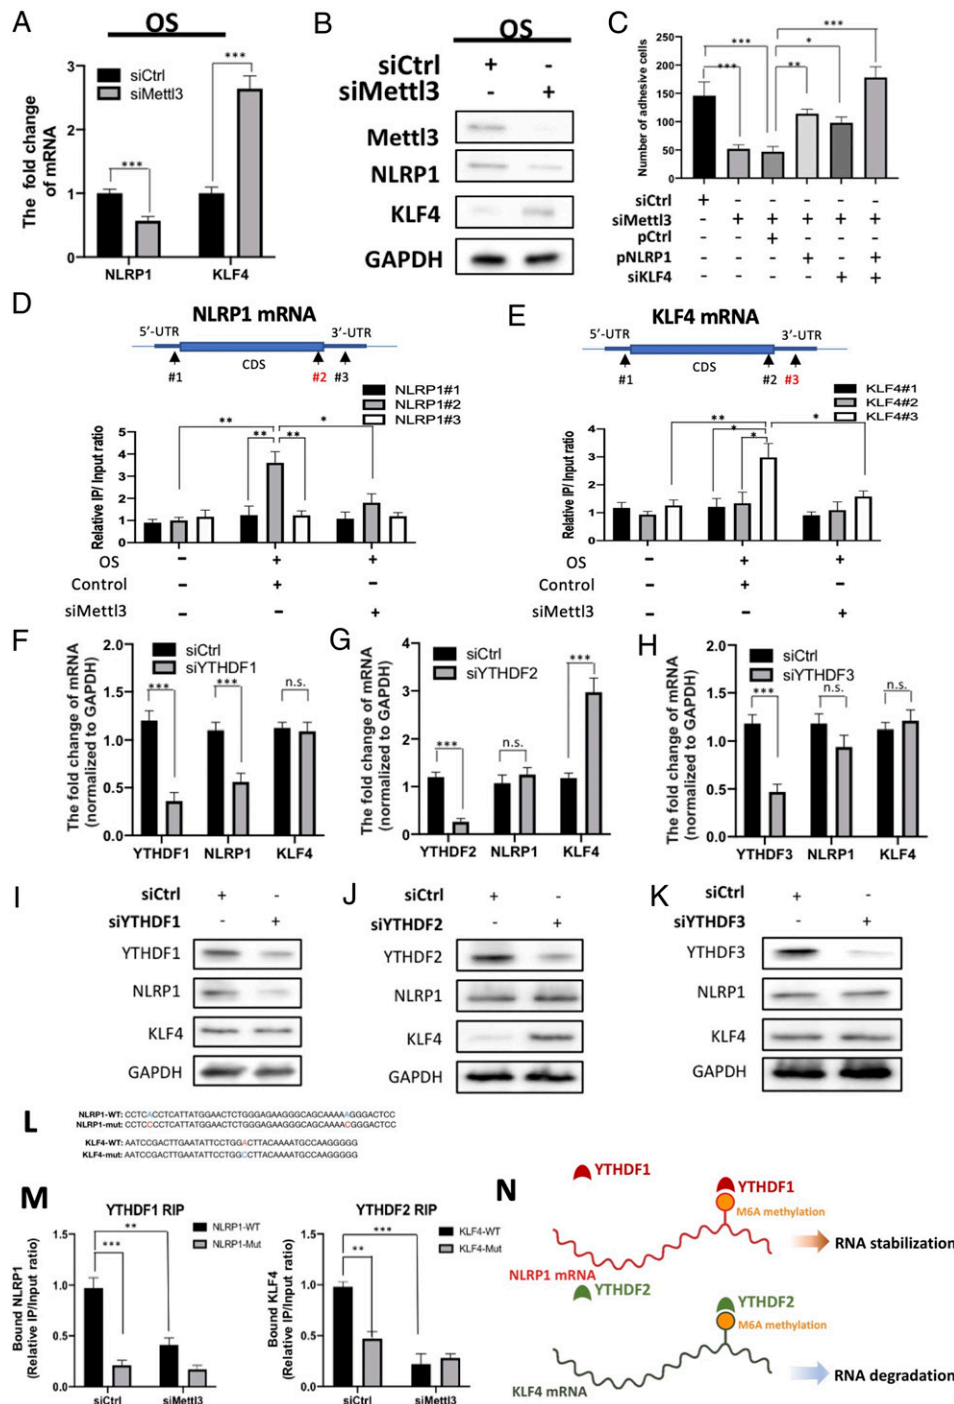 A
OS
siCtrl
siMettl3
The fold change of mRNA
3
2
1
0
***
***
NLRP1 KLF4
B
OS
siCtrl + -
siMettl3 - +
Mettl3
NLRP1
KLF4
GAPDH
C
Number of adhesive cells
250
200
150
100
50
0
***
***
***
*
**
siCtrl + - - - - -
siMettl3 - + + + + +
pCtrl - - + - - -
pNLRP1 - - - + - +
siKLF4 - - - - + +
D
NLRP1 mRNA
5'-UTR 3'-UTR
CDS
#1 #2 #3
NLRP1#1
NLRP1#2
NLRP1#3
Relative IP/ Input ratio
5
4
3
2
1
0
** *
** **
OS - + +
Control - + -
siMettl3 - - +
E
KLF4 mRNA
5'-UTR 3'-UTR
CDS
#1 #2 #3
KLF4#1
KLF4#2
KLF4#3
Relative IP/ Input ratio
5
4
3
2
1
0
** *
*
*
OS - + +
Control - + -
siMettl3 - - +
F
siCtrl
siYTHDF1
The fold change of mRNA (normalized to GAPDH)
2.0
1.5
1.0
0.5
0.0
*** *** n.s.
YTHDF1 NLRP1 KLF4
G
siCtrl
siYTHDF2
The fold change of mRNA (normalized to GAPDH)
4
3
2
1
0
*** n.s. ***
YTHDF2 NLRP1 KLF4
H
siCtrl
siYTHDF3
The fold change of mRNA (normalized to GAPDH)
2.0
1.5
1.0
0.5
0.0
*** n.s. n.s.
YTHDF3 NLRP1 KLF4
I
siCtrl + -
siYTHDF1 - +
YTHDF1
NLRP1
KLF4
GAPDH
J
siCtrl + -
siYTHDF2 - +
YTHDF2
NLRP1
KLF4
GAPDH
K
siCtrl + -
siYTHDF3 - +
YTHDF3
NLRP1
KLF4
GAPDH
L
NLRP1-WT: CCTCACCTCATTATGGAACTCTGGGAGAAGGGCAGCAAAAAGGGACTCC
NLRP1-mut: CCTCCCCTCATTATGGAACTCTGGGAGAAGGGCAGCAAAACGGGACTCC
KLF4-WT: AATCCGACTTGAATATTCCTGGACTTACAAAATGCCAAGGGGG
KLF4-mut: AATCCGACTTGAATATTCCTGGCCTTACAAAATGCCAAGGGGG
M
YTHDF1 RIP
NLRP1-WT
NLRP1-Mut
Bound NLRP1 (Relative IP/Input ratio)
1.5
1.0
0.5
0.0
**
***
siCtrl siMettl3
YTHDF2 RIP
KLF4-WT
KLF4-Mut
Bound KLF4 (Relative IP/Input ratio)
1.5
1.0
0.5
0.0
***
**
siCtrl siMettl3
N
YTHDF1
YTHDF1
M6A methylation
RNA stabilization
NLRP1 mRNA
YTHDF2
YTHDF2
M6A methylation
RNA degradation
KLF4 mRNA